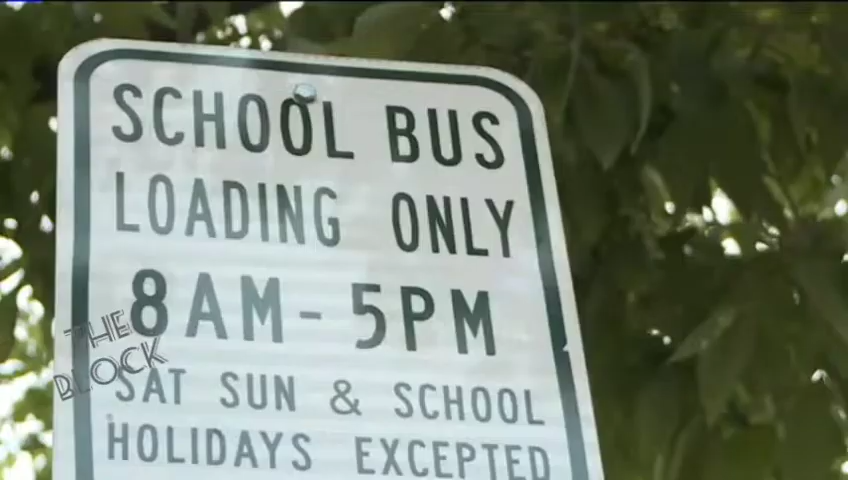 SCHOOL BUS
LOADING ONLY
8AM - 5PM
SAT SUN & SCHOOL
HOLIDAYS EXCEPTED
THE
BLOCK